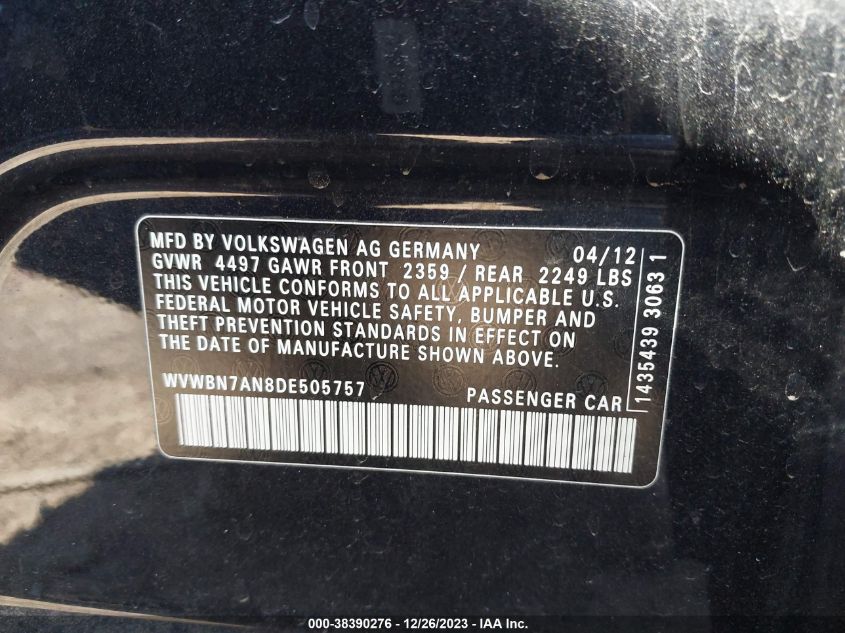 MFD BY VOLKSWAGEN AG GERMANY 04/12
GVWR 4497 GAWR FRONT 2359 / REAR 2249 LBS
THIS VEHICLE CONFORMS TO ALL APPLICABLE U.S.
FEDERAL MOTOR VEHICLE SAFETY, BUMPER AND
THEFT PREVENTION STANDARDS IN EFFECT ON
THE DATE OF MANUFACTURE SHOWN ABOVE.
WVWBN7AN8DE505757 PASSENGER CAR
1435439 3063 1
000-38390276 - 12/26/2023 - © IAA Inc.